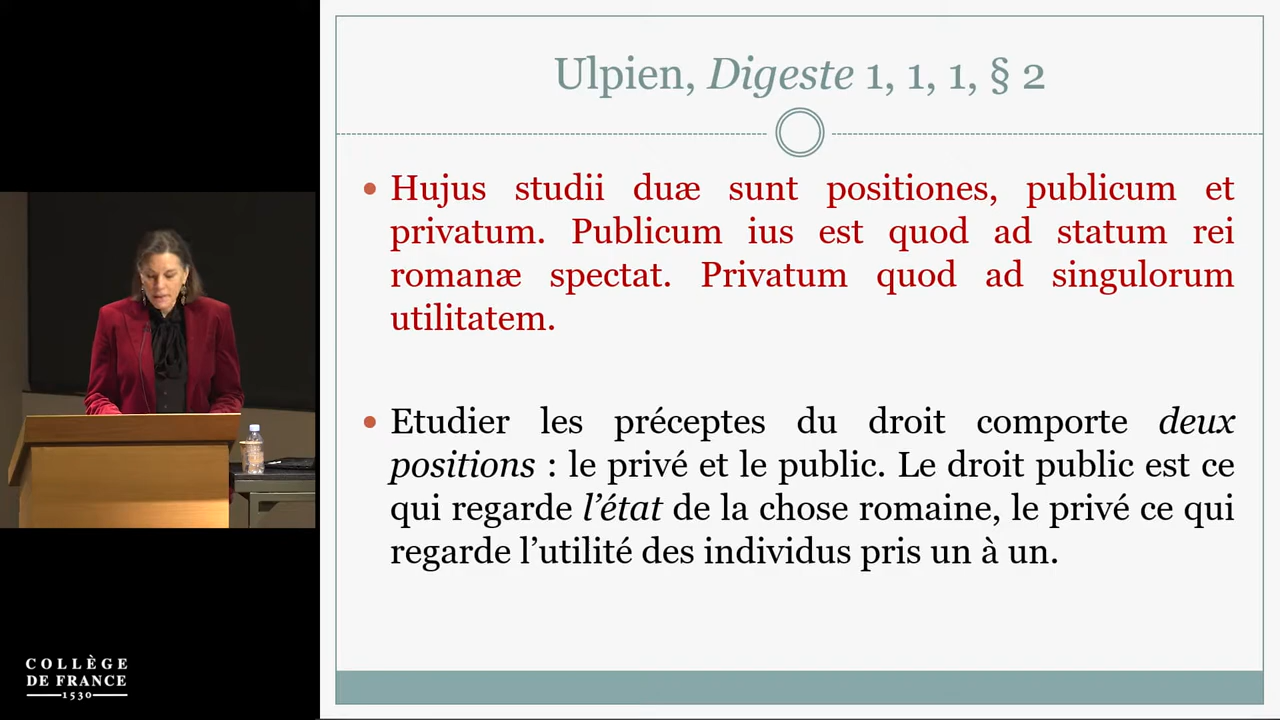 Ulpien, Digeste 1, 1, 1, § 2
• Hujus studii duæ sunt positiones, publicum et
privatum. Publicum ius est quod ad statum rei
romanæ spectat. Privatum quod ad singulorum
utilitatem.
• Etudier les préceptes du droit comporte deux
positions : le privé et le public. Le droit public est ce
qui regarde l’état de la chose romaine, le privé ce qui
regarde l’utilité des individus pris un à un.
COLLÈGE
DE FRANCE
1530